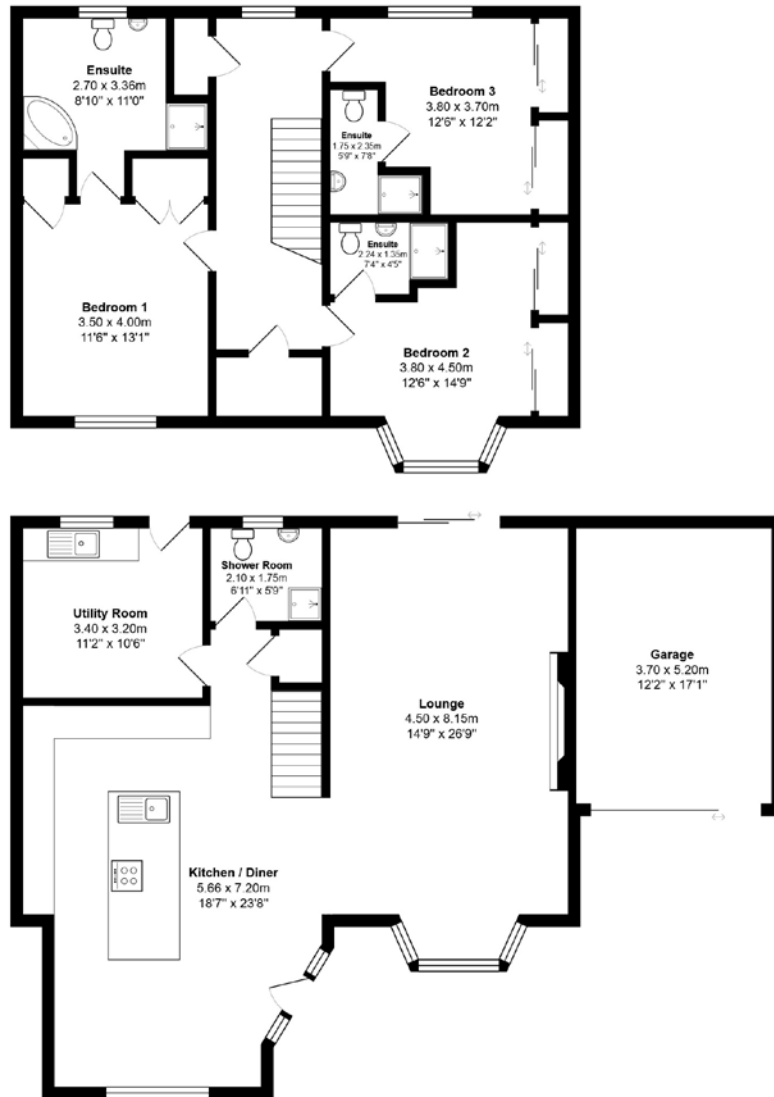 Ensuite
2.70 x 3.36m
8'10" x 11'0"
Bedroom 3
3.80 x 3.70m
12'6" x 12'2"
Ensuite
1.75 x 2.35m
5'9" x 7'8"
Ensuite
2.24 x 1.35m
7'4" x 4'5"
Bedroom 1
3.50 x 4.00m
11'6" x 13'1"
Bedroom 2
3.80 x 4.50m
12'6" x 14'9"
Shower Room
2.10 x 1.75m
6'11" x 5'9"
Utility Room
3.40 x 3.20m
11'2" x 10'6"
Garage
3.70 x 5.20m
12'2" x 17'1"
Lounge
4.50 x 8.15m
14'9" x 26'9"
Kitchen / Diner
5.66 x 7.20m
18'7" x 23'8"